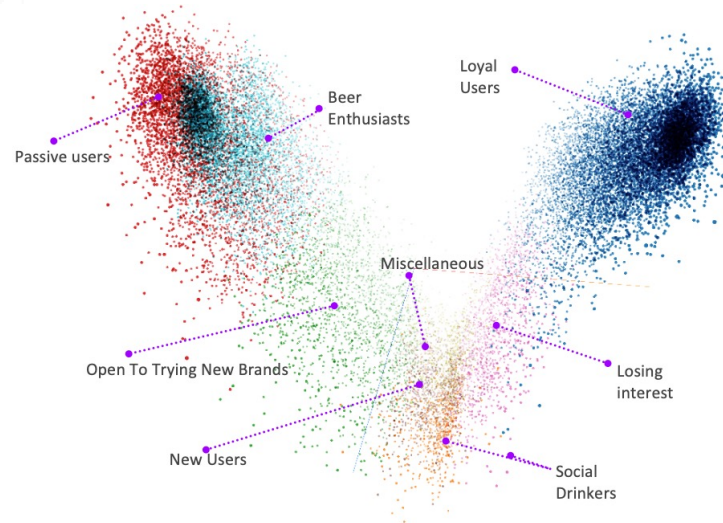 Loyal
Users
Beer
Enthusiasts
Passive users
Miscellaneous
Open To Trying New Brands
Losing
interest
New Users
Social
Drinkers